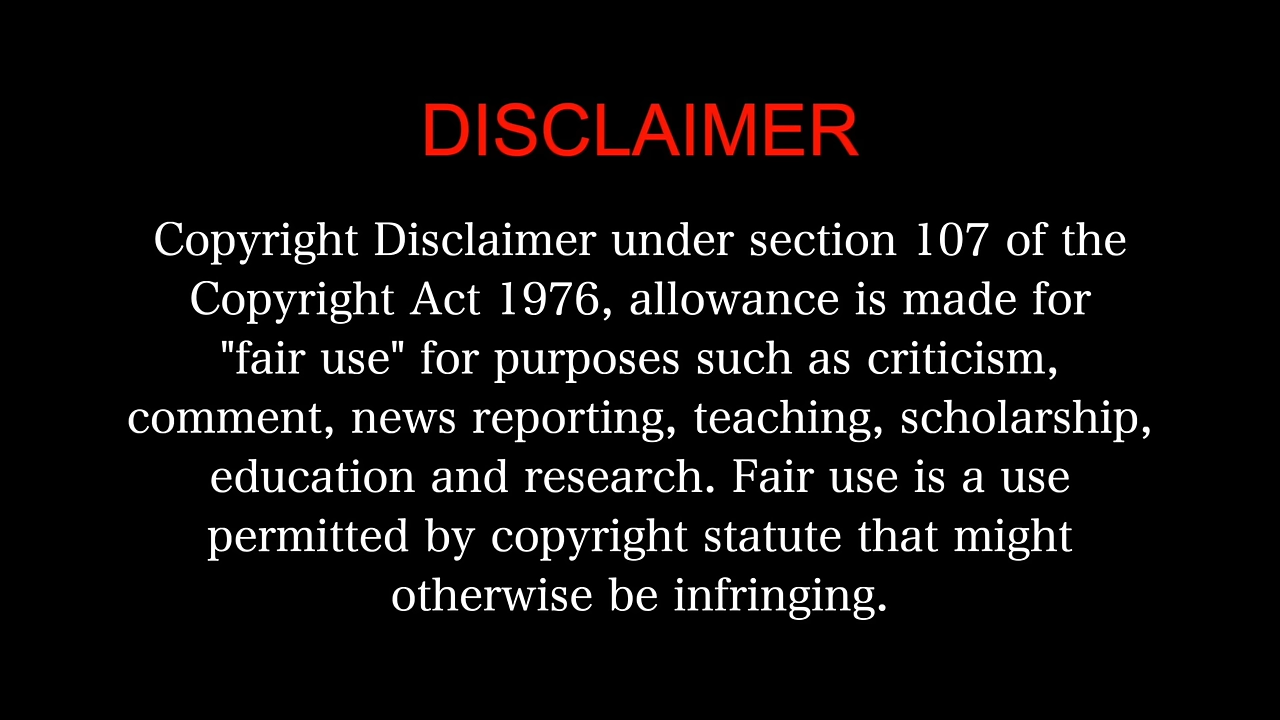 DISCLAIMER
Copyright Disclaimer under section 107 of the
Copyright Act 1976, allowance is made for
"fair use" for purposes such as criticism,
comment, news reporting, teaching, scholarship,
education and research. Fair use is a use
permitted by copyright statute that might
otherwise be infringing.